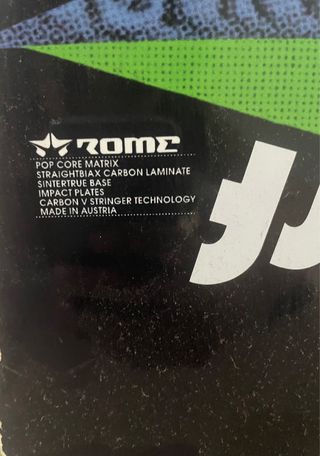 ROME
POP CORE MATRIX
STRAIGHTBIAX CARBON LAMINATE
SINTERTRUE BASE
IMPACT PLATES
CARBON V STRINGER TECHNOLOGY
MADE IN AUSTRIA